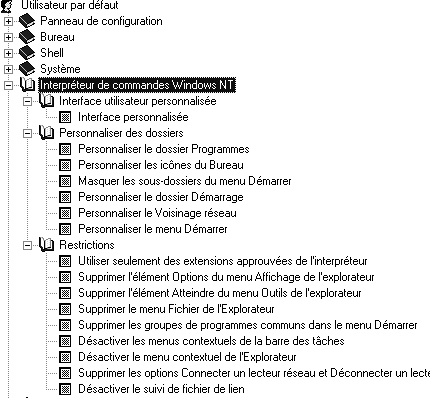 Utilisateur par défaut
Panneau de configuration
Bureau
Shell
Système
Interpréteur de commandes Windows NT
Interface utilisateur personnalisée
Interface personnalisée
Personnaliser des dossiers
Personnaliser le dossier Programmes
Personnaliser les icônes du Bureau
Masquer les sous-dossiers du menu Démarrer
Personnaliser le dossier Démarrage
Personnaliser le Voisinage réseau
Personnaliser le menu Démarrer
Restrictions
Utiliser seulement des extensions approuvées de l'interpréteur
Supprimer l'élément Options du menu Affichage de l'explorateur
Supprimer l'élément Atteindre du menu Outils de l'explorateur
Supprimer le menu Fichier de l'Explorateur
Supprimer les groupes de programmes communs dans le menu Démarrer
Désactiver les menus contextuels de la barre des tâches
Désactiver le menu contextuel de l'Explorateur
Supprimer les options Connecter un lecteur réseau et Déconnecter un lecte
Désactiver le suivi de fichier de lien